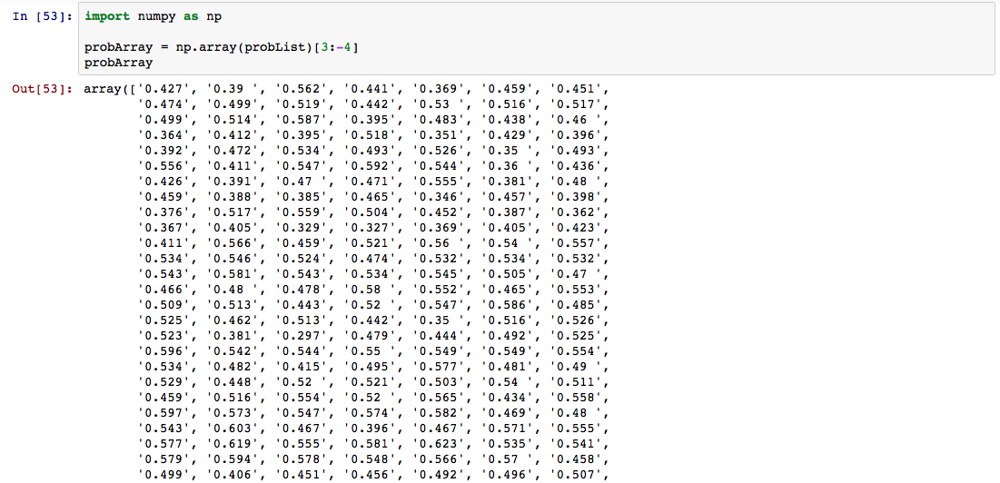 In [53]: import numpy as np
probArray = np.array(probList)[3:-4]
probArray
Out[53]: array(['0.427', '0.39 ', '0.562', '0.441', '0.369', '0.459', '0.451',
'0.474', '0.499', '0.519', '0.442', '0.53 ', '0.516', '0.517',
'0.499', '0.514', '0.587', '0.395', '0.483', '0.438', '0.46 ',
'0.364', '0.412', '0.395', '0.518', '0.351', '0.429', '0.396',
'0.392', '0.472', '0.534', '0.493', '0.526', '0.35 ', '0.493',
'0.556', '0.411', '0.547', '0.592', '0.544', '0.36 ', '0.436',
'0.426', '0.391', '0.47 ', '0.471', '0.555', '0.381', '0.48 ',
'0.459', '0.388', '0.385', '0.465', '0.346', '0.457', '0.398',
'0.376', '0.517', '0.559', '0.504', '0.452', '0.387', '0.362',
'0.367', '0.405', '0.329', '0.327', '0.369', '0.405', '0.423',
'0.411', '0.566', '0.459', '0.521', '0.56 ', '0.54 ', '0.557',
'0.534', '0.546', '0.524', '0.474', '0.532', '0.534', '0.532',
'0.543', '0.581', '0.543', '0.534', '0.545', '0.505', '0.47 ',
'0.466', '0.48 ', '0.478', '0.58 ', '0.552', '0.465', '0.553',
'0.509', '0.513', '0.443', '0.52 ', '0.547', '0.586', '0.485',
'0.525', '0.462', '0.513', '0.442', '0.35 ', '0.516', '0.526',
'0.523', '0.381', '0.297', '0.479', '0.444', '0.492', '0.525',
'0.596', '0.542', '0.544', '0.55 ', '0.549', '0.549', '0.554',
'0.534', '0.482', '0.415', '0.495', '0.577', '0.481', '0.49 ',
'0.529', '0.448', '0.52 ', '0.521', '0.503', '0.54 ', '0.511',
'0.459', '0.516', '0.554', '0.52 ', '0.565', '0.434', '0.558',
'0.597', '0.573', '0.547', '0.574', '0.582', '0.469', '0.48 ',
'0.543', '0.603', '0.467', '0.396', '0.467', '0.571', '0.555',
'0.577', '0.619', '0.555', '0.581', '0.623', '0.535', '0.541',
'0.579', '0.594', '0.578', '0.548', '0.566', '0.57 ', '0.458',
'0.499', '0.406', '0.451', '0.456', '0.492', '0.496', '0.507',